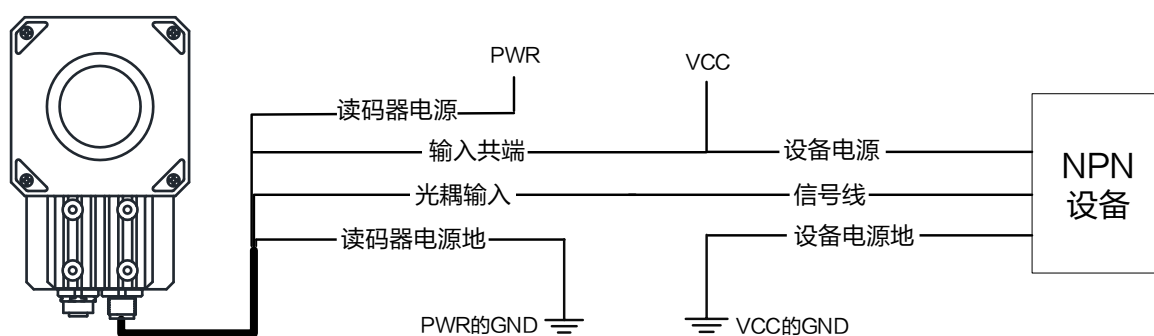 PWR
VCC
读码器电源
输入共端
设备电源
NPN
设备
光耦输入
信号线
读码器电源地
设备电源地
PWR的GND
VCC的GND